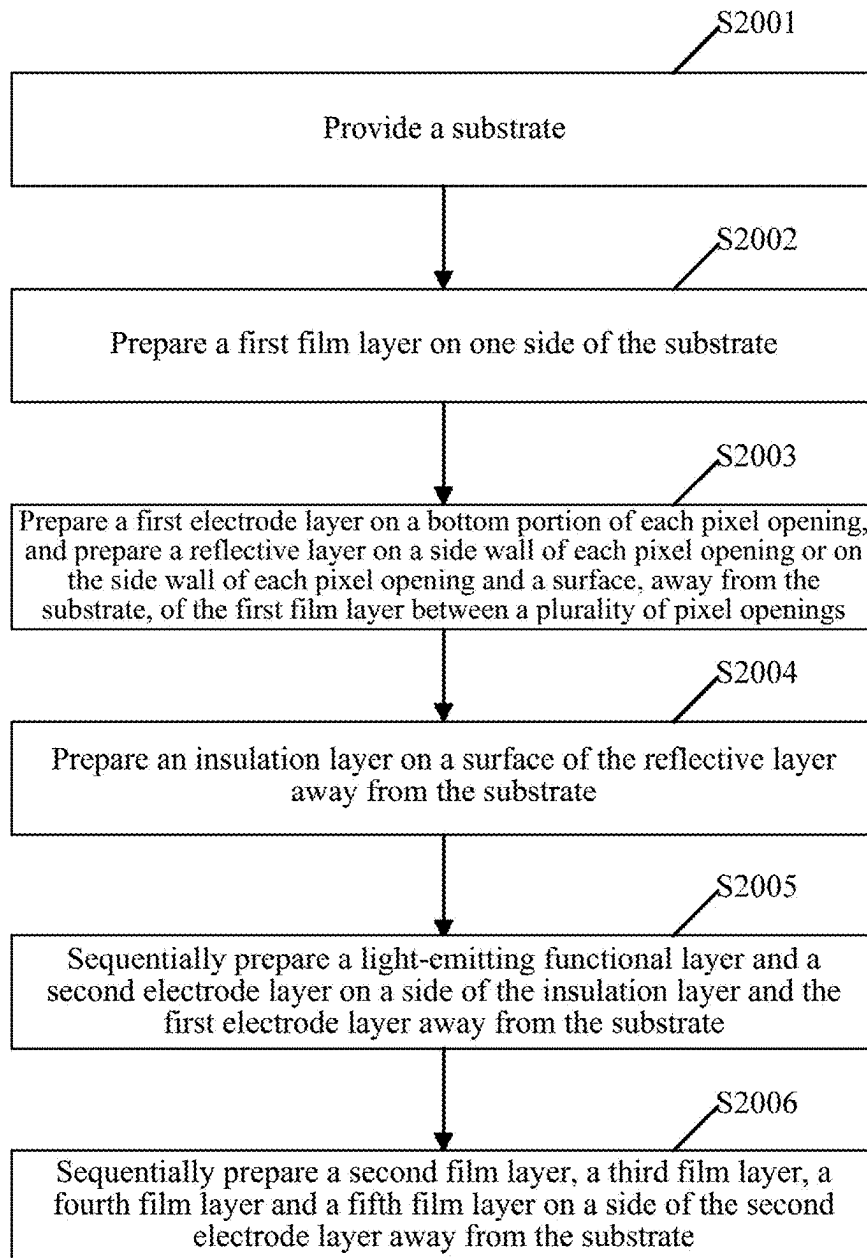 S2001
Provide a substrate
S2002
Prepare a first film layer on one side of the substrate
S2003
Prepare a first electrode layer on a bottom portion of each pixel opening,
and prepare a reflective layer on a side wall of each pixel opening or on
the side wall of each pixel opening and a surface, away from the
substrate, of the first film layer between a plurality of pixel openings
S2004
Prepare an insulation layer on a surface of the reflective layer
away from the substrate
S2005
Sequentially prepare a light-emitting functional layer and a
second electrode layer on a side of the insulation layer and the
first electrode layer away from the substrate
S2006
Sequentially prepare a second film layer, a third film layer, a
fourth film layer and a fifth film layer on a side of the second
electrode layer away from the substrate